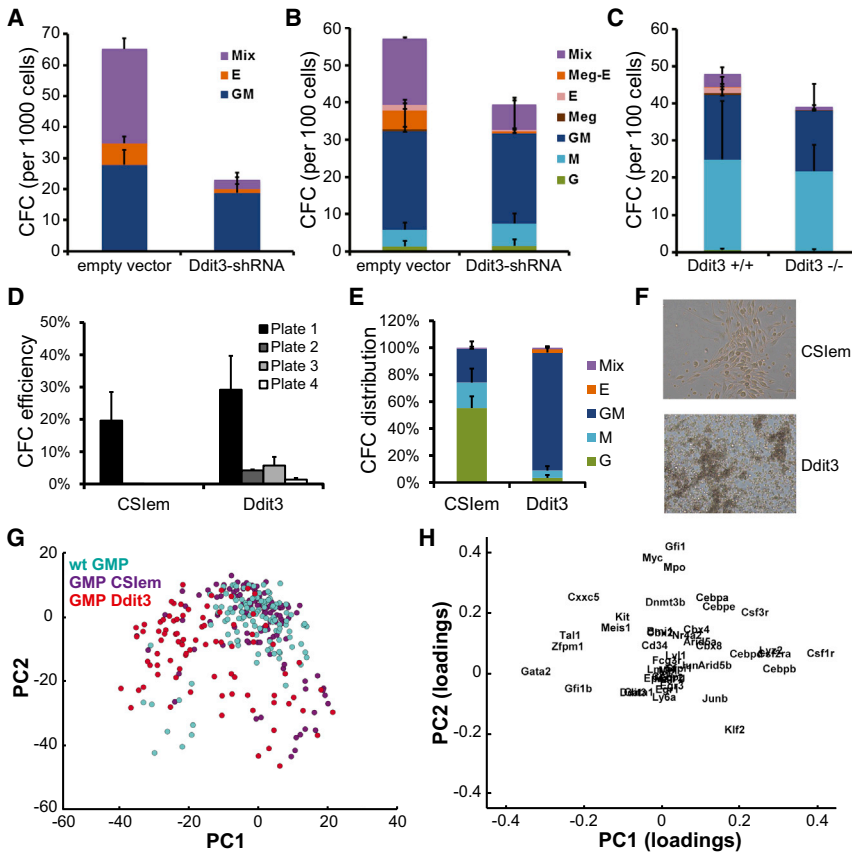 A
CFC (per 1000 cells)
70
60
50
40
30
20
10
0
Mix
E
GM
empty vector
Ddit3-shRNA
B
CFC (per 100 cells)
60
50
40
30
20
10
0
Mix
Meg-E
E
Meg
GM
M
G
empty vector
Ddit3-shRNA
C
CFC (per 100 cells)
60
50
40
30
20
10
0
Ddit3 +/+
Ddit3 -/-
D
CFC efficiency
50%
40%
30%
20%
10%
0%
Plate 1
Plate 2
Plate 3
Plate 4
CSIem
Ddit3
E
CFC distribution
120%
100%
80%
60%
40%
20%
0%
Mix
E
GM
M
G
CSIem
Ddit3
F
CSIem
Ddit3
G
wt GMP
GMP CSIem
GMP Ddit3
PC2
20
0
-20
-40
-60
-60
-40
-20
0
20
40
PC1
H
PC2 (loadings)
0.4
0.2
0
-0.2
-0.4
Gfi1
Myc
Mpo
Cxxc5
Dnmt3b
Cebpa
Cebpe
Csf3r
Kit
Meis1
Cbx4
Nr4a2
Tal1
Zfpm1
Cd34
Cbx8
Lyl1
Csf1r
Fcg3r
Jun
Arid5b
Cebpb
Gata2
Gfi1b
Ly6a
Junb
Klf2
-0.4
-0.2
0
0.2
0.4
PC1 (loadings)